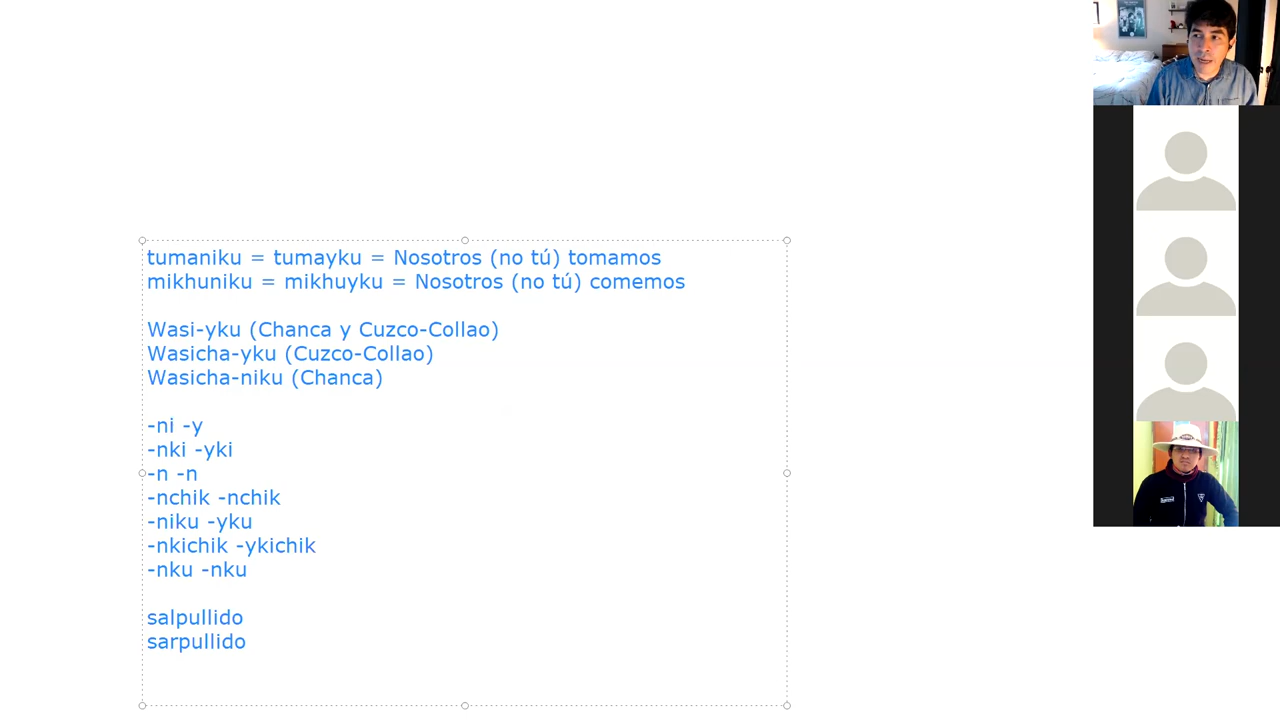 tumaniku = tumayku = Nosotros (no tú) tomamos
mikhuniku = mikhuyku = Nosotros (no tú) comemos
Wasi-yku (Chanca y Cuzco-Collao)
Wasicha-yku (Cuzco-Collao)
Wasicha-niku (Chanca)
-ni -y
-nki -yki
-n -n
-nchik -nchik
-niku -yku
-nkichik -ykichik
-nku -nku
salpullido
sarpullido